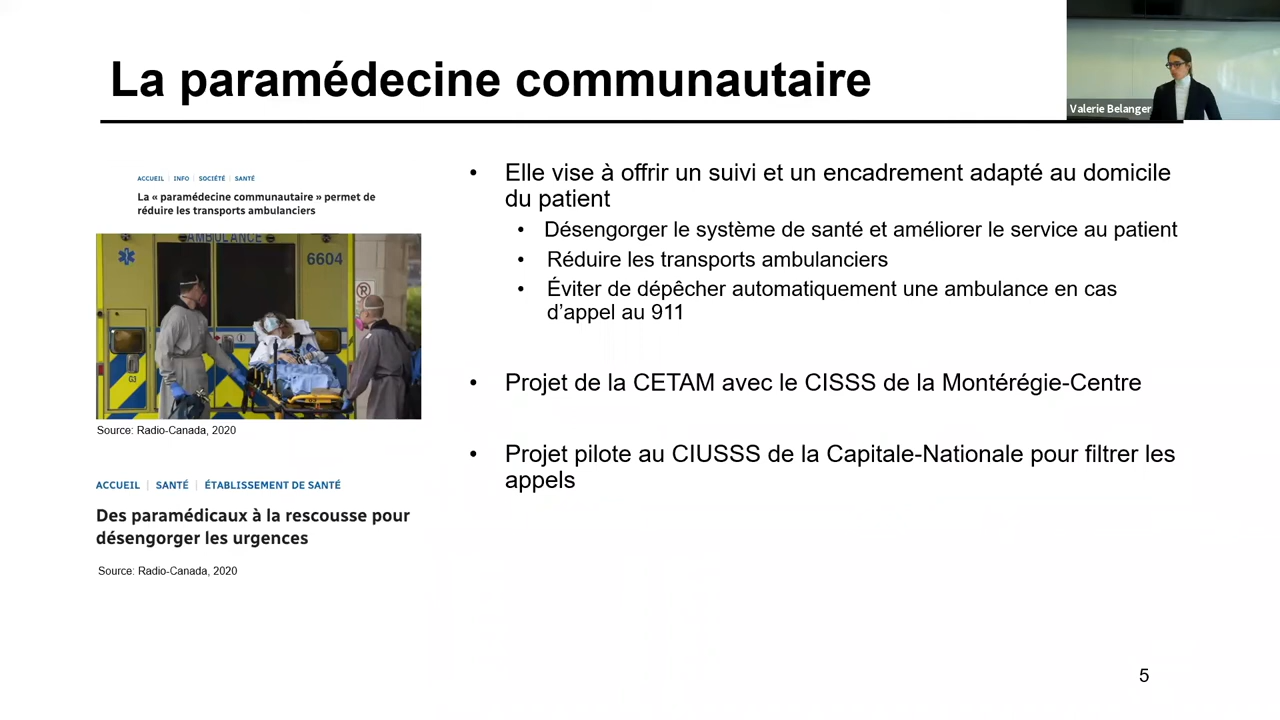 La paramédecine communautaire
Valerie Belanger
ACCUEIL | INFO | SOCIÉTÉ | SANTÉ
La « paramédecine communautaire » permet de
réduire les transports ambulanciers
AMBULANCE
6604
P
G3
Source: Radio-Canada, 2020
ACCUEIL | SANTÉ | ÉTABLISSEMENT DE SANTÉ
Des paramédicaux à la rescousse pour
désengorger les urgences
Source: Radio-Canada, 2020
• Elle vise à offrir un suivi et un encadrement adapté au domicile
du patient
• Désengorger le système de santé et améliorer le service au patient
• Réduire les transports ambulanciers
• Éviter de dépêcher automatiquement une ambulance en cas
d’appel au 911
• Projet de la CETAM avec le CISSS de la Montérégie-Centre
• Projet pilote au CIUSSS de la Capitale-Nationale pour filtrer les
appels
5